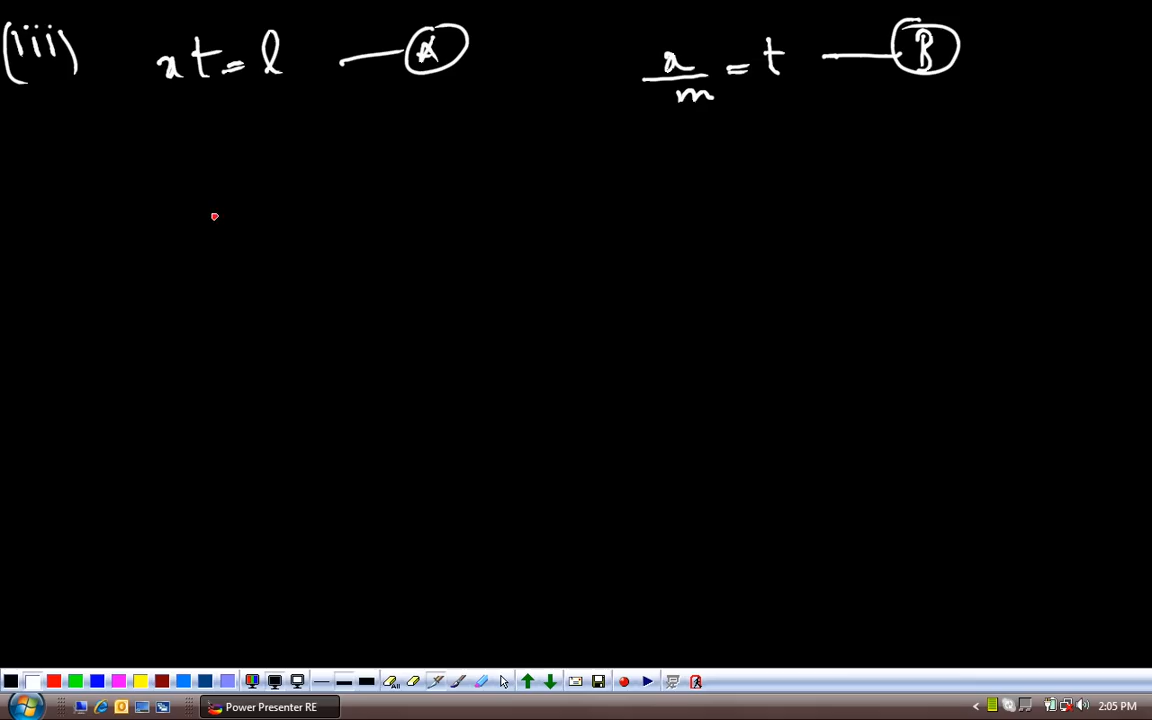 (iii) xt = l — A
a/m = t — B
Power Presenter RE
2:05 PM